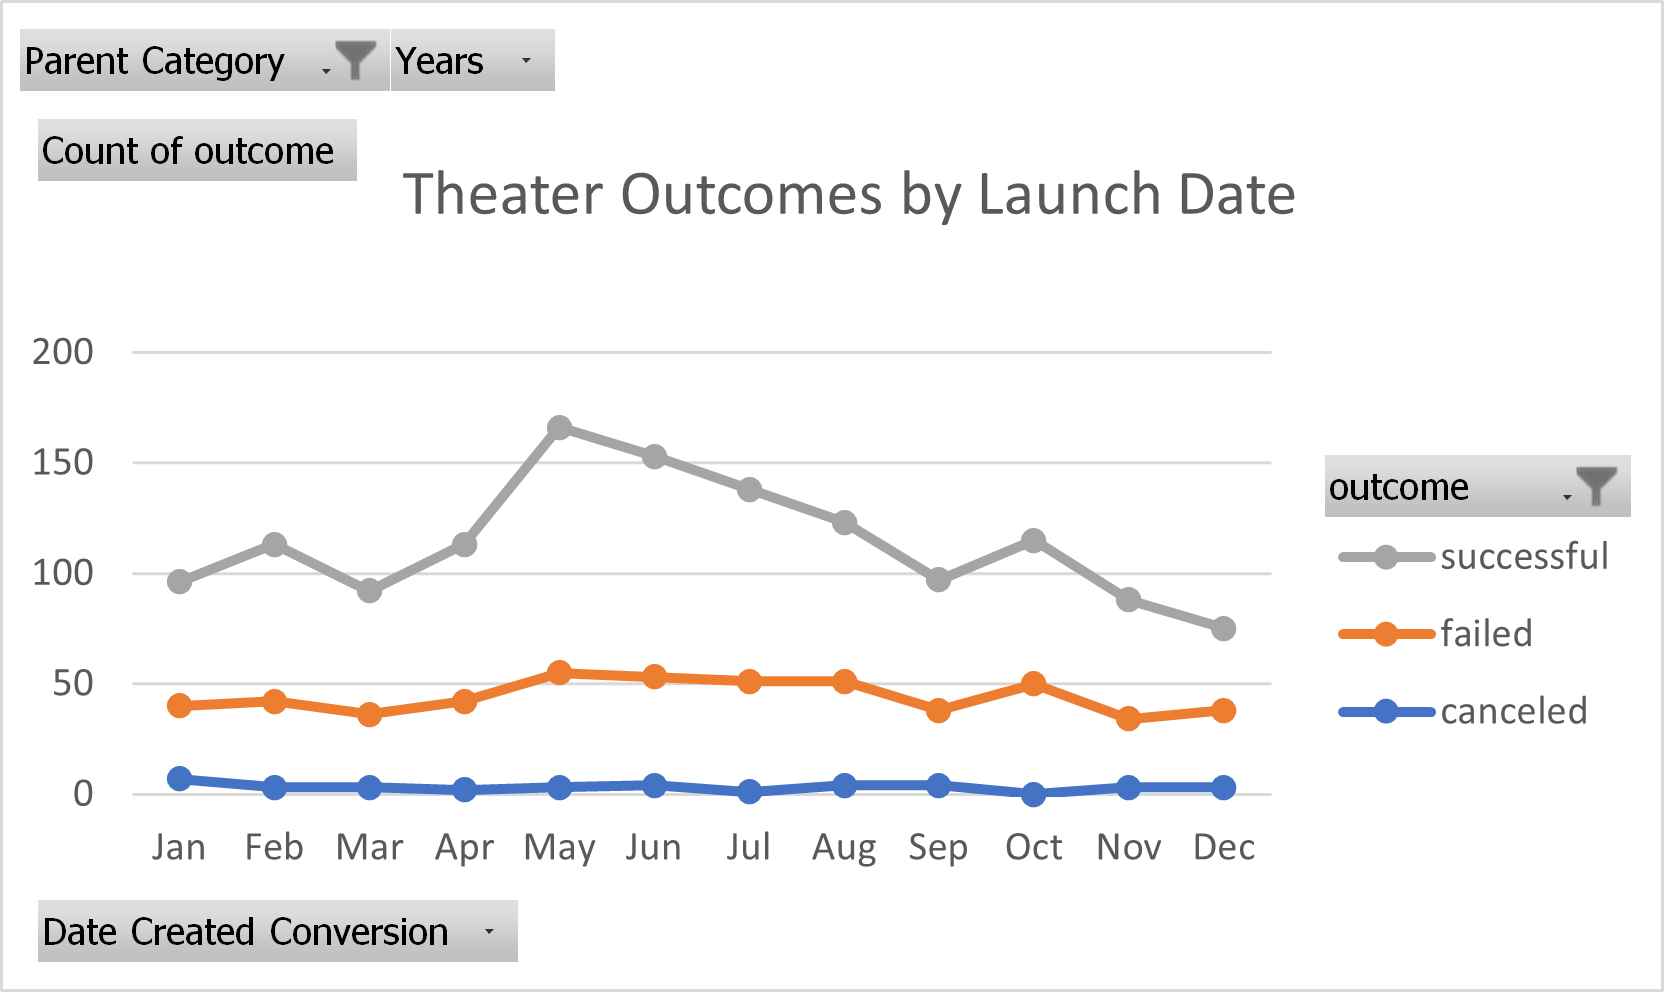 Parent Category Years
Count of outcome
Theater Outcomes by Launch Date
200
150
100
50
0
Jan Feb Mar Apr May Jun Jul Aug Sep Oct Nov Dec
outcome
successful
failed
canceled
Date Created Conversion